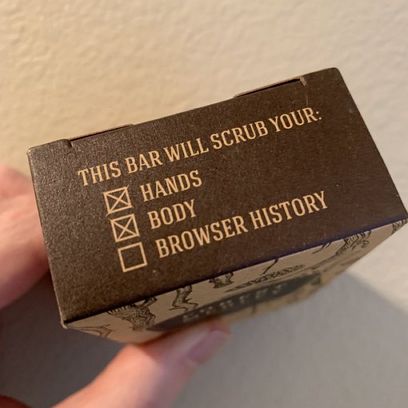 THIS BAR WILL SCRUB YOUR:
☒ HANDS
☒ BODY
☐ BROWSER HISTORY